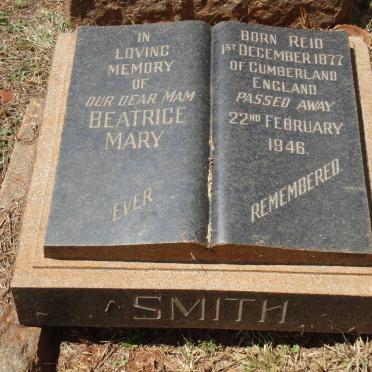 IN
LOVING
MEMORY
OF
OUR DEAR MAM
BEATRICE
MARY
EVER
BORN REID
1ST DECEMBER 1877
OF CUMBERLAND
ENGLAND
PASSED AWAY
22ND FEBRUARY
1946.
REMEMBERED
SMITH